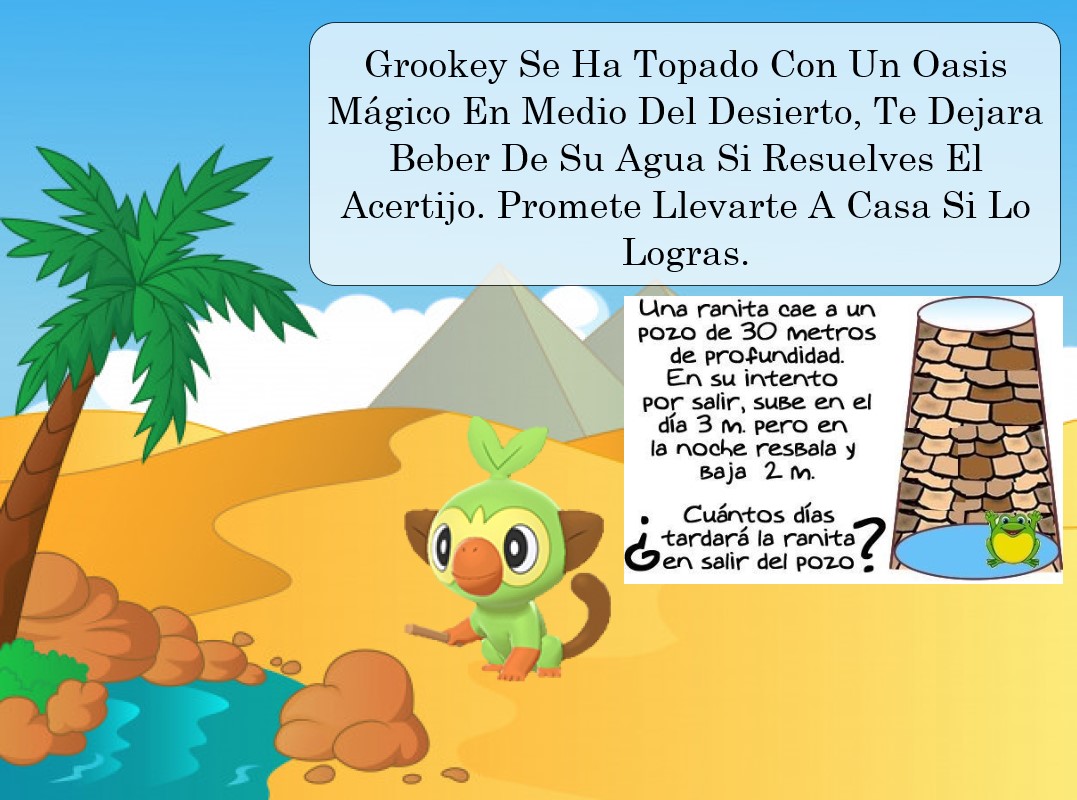 Grookey Se Ha Topado Con Un Oasis
Mágico En Medio Del Desierto, Te Dejara
Beber De Su Agua Si Resuelves El
Acertijo. Promete Llevarte A Casa Si Lo
Logras.
Una ranita cae a un
pozo de 30 metros
de profundidad.
En su intento
por salir, sube en el
día 3 m. pero en
la noche resbala y
baja 2 m.
Cuántos días
¿tardará la ranita?
en salir del pozo